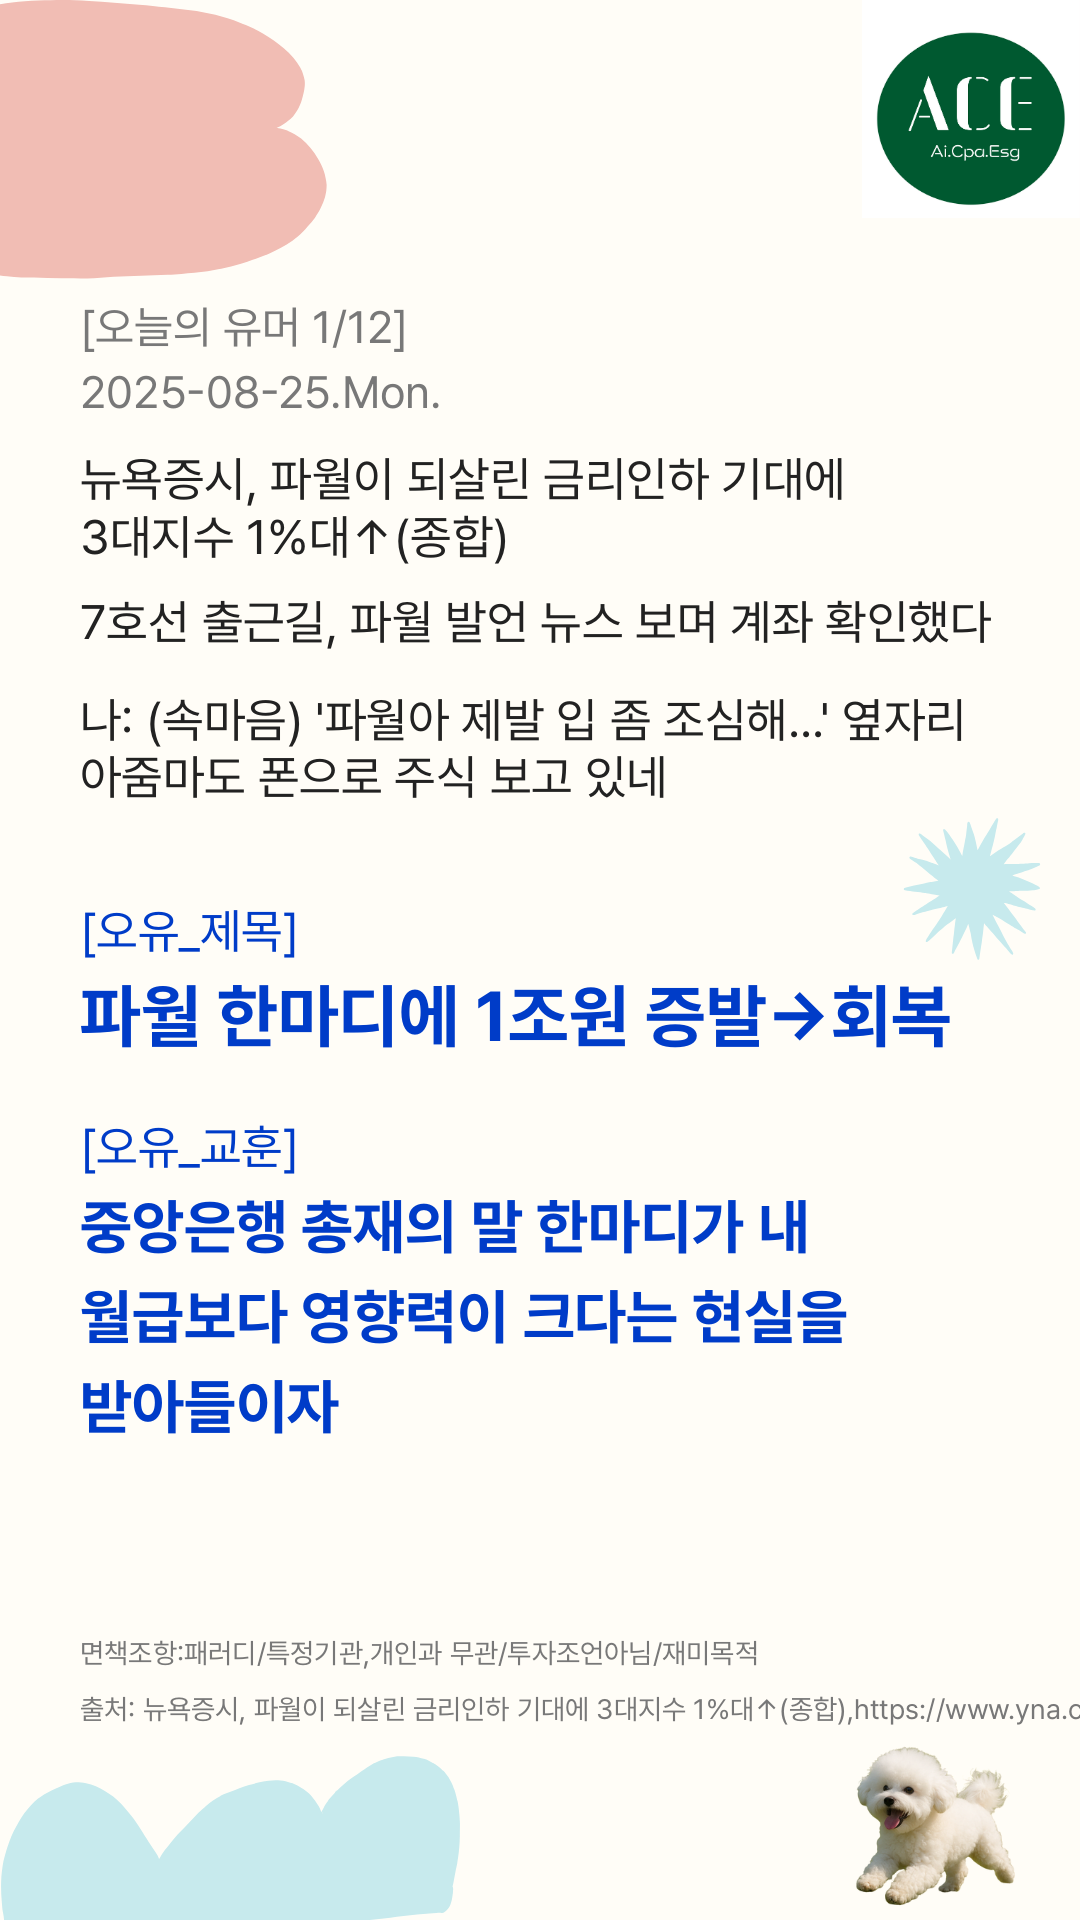 ACE
Ai.Cpa.Esg
[오늘의 유머 1/12]
2025-08-25.Mon.
뉴욕증시, 파월이 되살린 금리인하 기대에
3대지수 1%대↑(종합)
7호선 출근길, 파월 발언 뉴스 보며 계좌 확인했다
나: (속마음) '파월아 제발 입 좀 조심해...' 옆자리
아줌마도 폰으로 주식 보고 있네
[오유_제목]
파월 한마디에 1조원 증발→회복
[오유_교훈]
중앙은행 총재의 말 한마디가 내
월급보다 영향력이 크다는 현실을
받아들이자
면책조항:패러디/특정기관,개인과 무관/투자조언아님/재미목적
출처: 뉴욕증시, 파월이 되살린 금리인하 기대에 3대지수 1%대↑(종합),https://www.yna.c